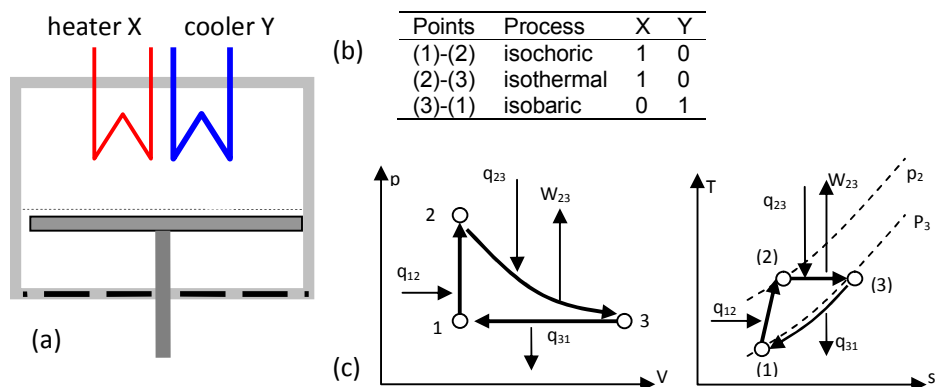 heater X
cooler Y
(a)
(b)
Points Process X Y
(1)-(2) isochoric 1 0
(2)-(3) isothermal 1 0
(3)-(1) isobaric 0 1
(c)
p
q23
W23
2
q12
1
3
q31
V
T
q23
W23
p2
P3
(2)
(3)
q12
q31
(1)
s